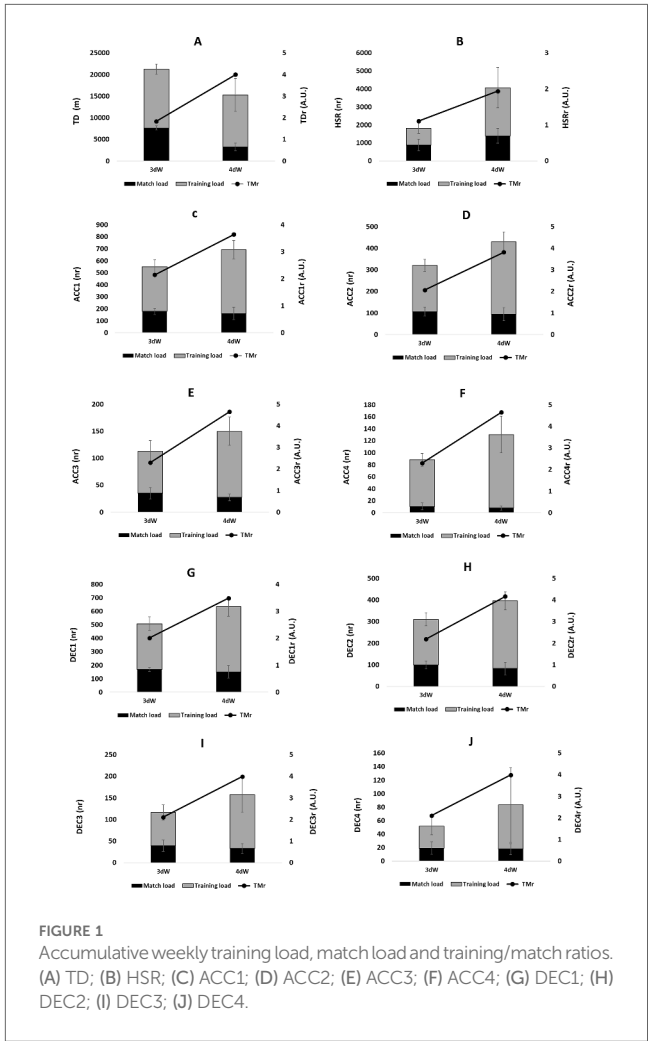 A
TD (m)
25000
20000
15000
10000
5000
0
5
4
3
2
1
0
TDr (A.U.)
3dW
4dW
Match load
Training load
TMr
B
HSR (nr)
6000
5000
4000
3000
2000
1000
0
3
2
1
0
HSRr (A.U.)
3dW
4dW
Match load
Training load
TMr
c
ACC1 (nr)
900
800
700
600
500
400
300
200
100
0
4
3
2
1
0
ACC1r (A.U.)
3dW
4dW
Match load
Training load
TMr
D
ACC2 (nr)
500
400
300
200
100
0
5
4
3
2
1
0
ACC2r (A.U.)
3dW
4dW
Match load
Training load
TMr
E
ACC3 (nr)
200
150
100
50
0
5
4
3
2
1
0
ACC3r (A.U.)
3dW
4dW
Match load
Training load
TMr
F
ACC4 (nr)
180
160
140
120
100
80
60
40
20
0
5
4
3
2
1
0
ACC4r (A.U.)
3dW
4dW
Match load
Training load
TMr
G
DEC1 (nr)
800
700
600
500
400
300
200
100
0
4
3
2
1
0
DEC1r (A.U.)
3dW
4dW
Match load
Training load
TMr
H
DEC2 (nr)
500
400
300
200
100
0
5
4
3
2
1
0
DEC2r (A.U.)
3dW
4dW
Match load
Training load
TMr
I
DEC3 (nr)
250
200
150
100
50
0
5
4
3
2
1
0
DEC3r (A.U.)
3dW
4dW
Match load
Training load
TMr
J
DEC4 (nr)
160
140
120
100
80
60
40
20
0
5
4
3
2
1
0
DEC4r (A.U.)
3dW
4dW
Match load
Training load
TMr
FIGURE 1
Accumulative weekly training load, match load and training/match ratios.
(A) TD; (B) HSR; (C) ACC1; (D) ACC2; (E) ACC3; (F) ACC4; (G) DEC1; (H)
DEC2; (I) DEC3; (J) DEC4.